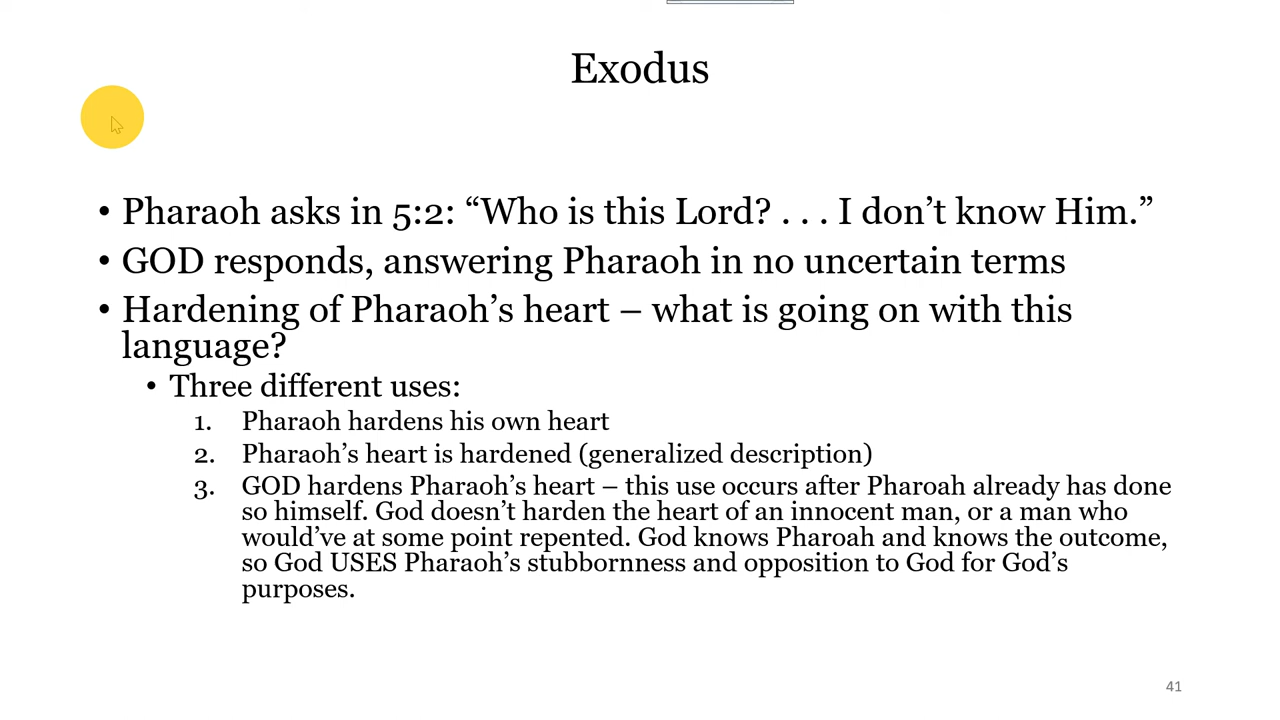 Exodus
• Pharaoh asks in 5:2: “Who is this Lord? . . . I don’t know Him.”
• GOD responds, answering Pharaoh in no uncertain terms
• Hardening of Pharaoh’s heart – what is going on with this
language?
• Three different uses:
1. Pharaoh hardens his own heart
2. Pharaoh’s heart is hardened (generalized description)
3. GOD hardens Pharaoh’s heart – this use occurs after Pharoah already has done
so himself. God doesn’t harden the heart of an innocent man, or a man who
would’ve at some point repented. God knows Pharoah and knows the outcome,
so God USES Pharaoh’s stubbornness and opposition to God for God’s
purposes.
41